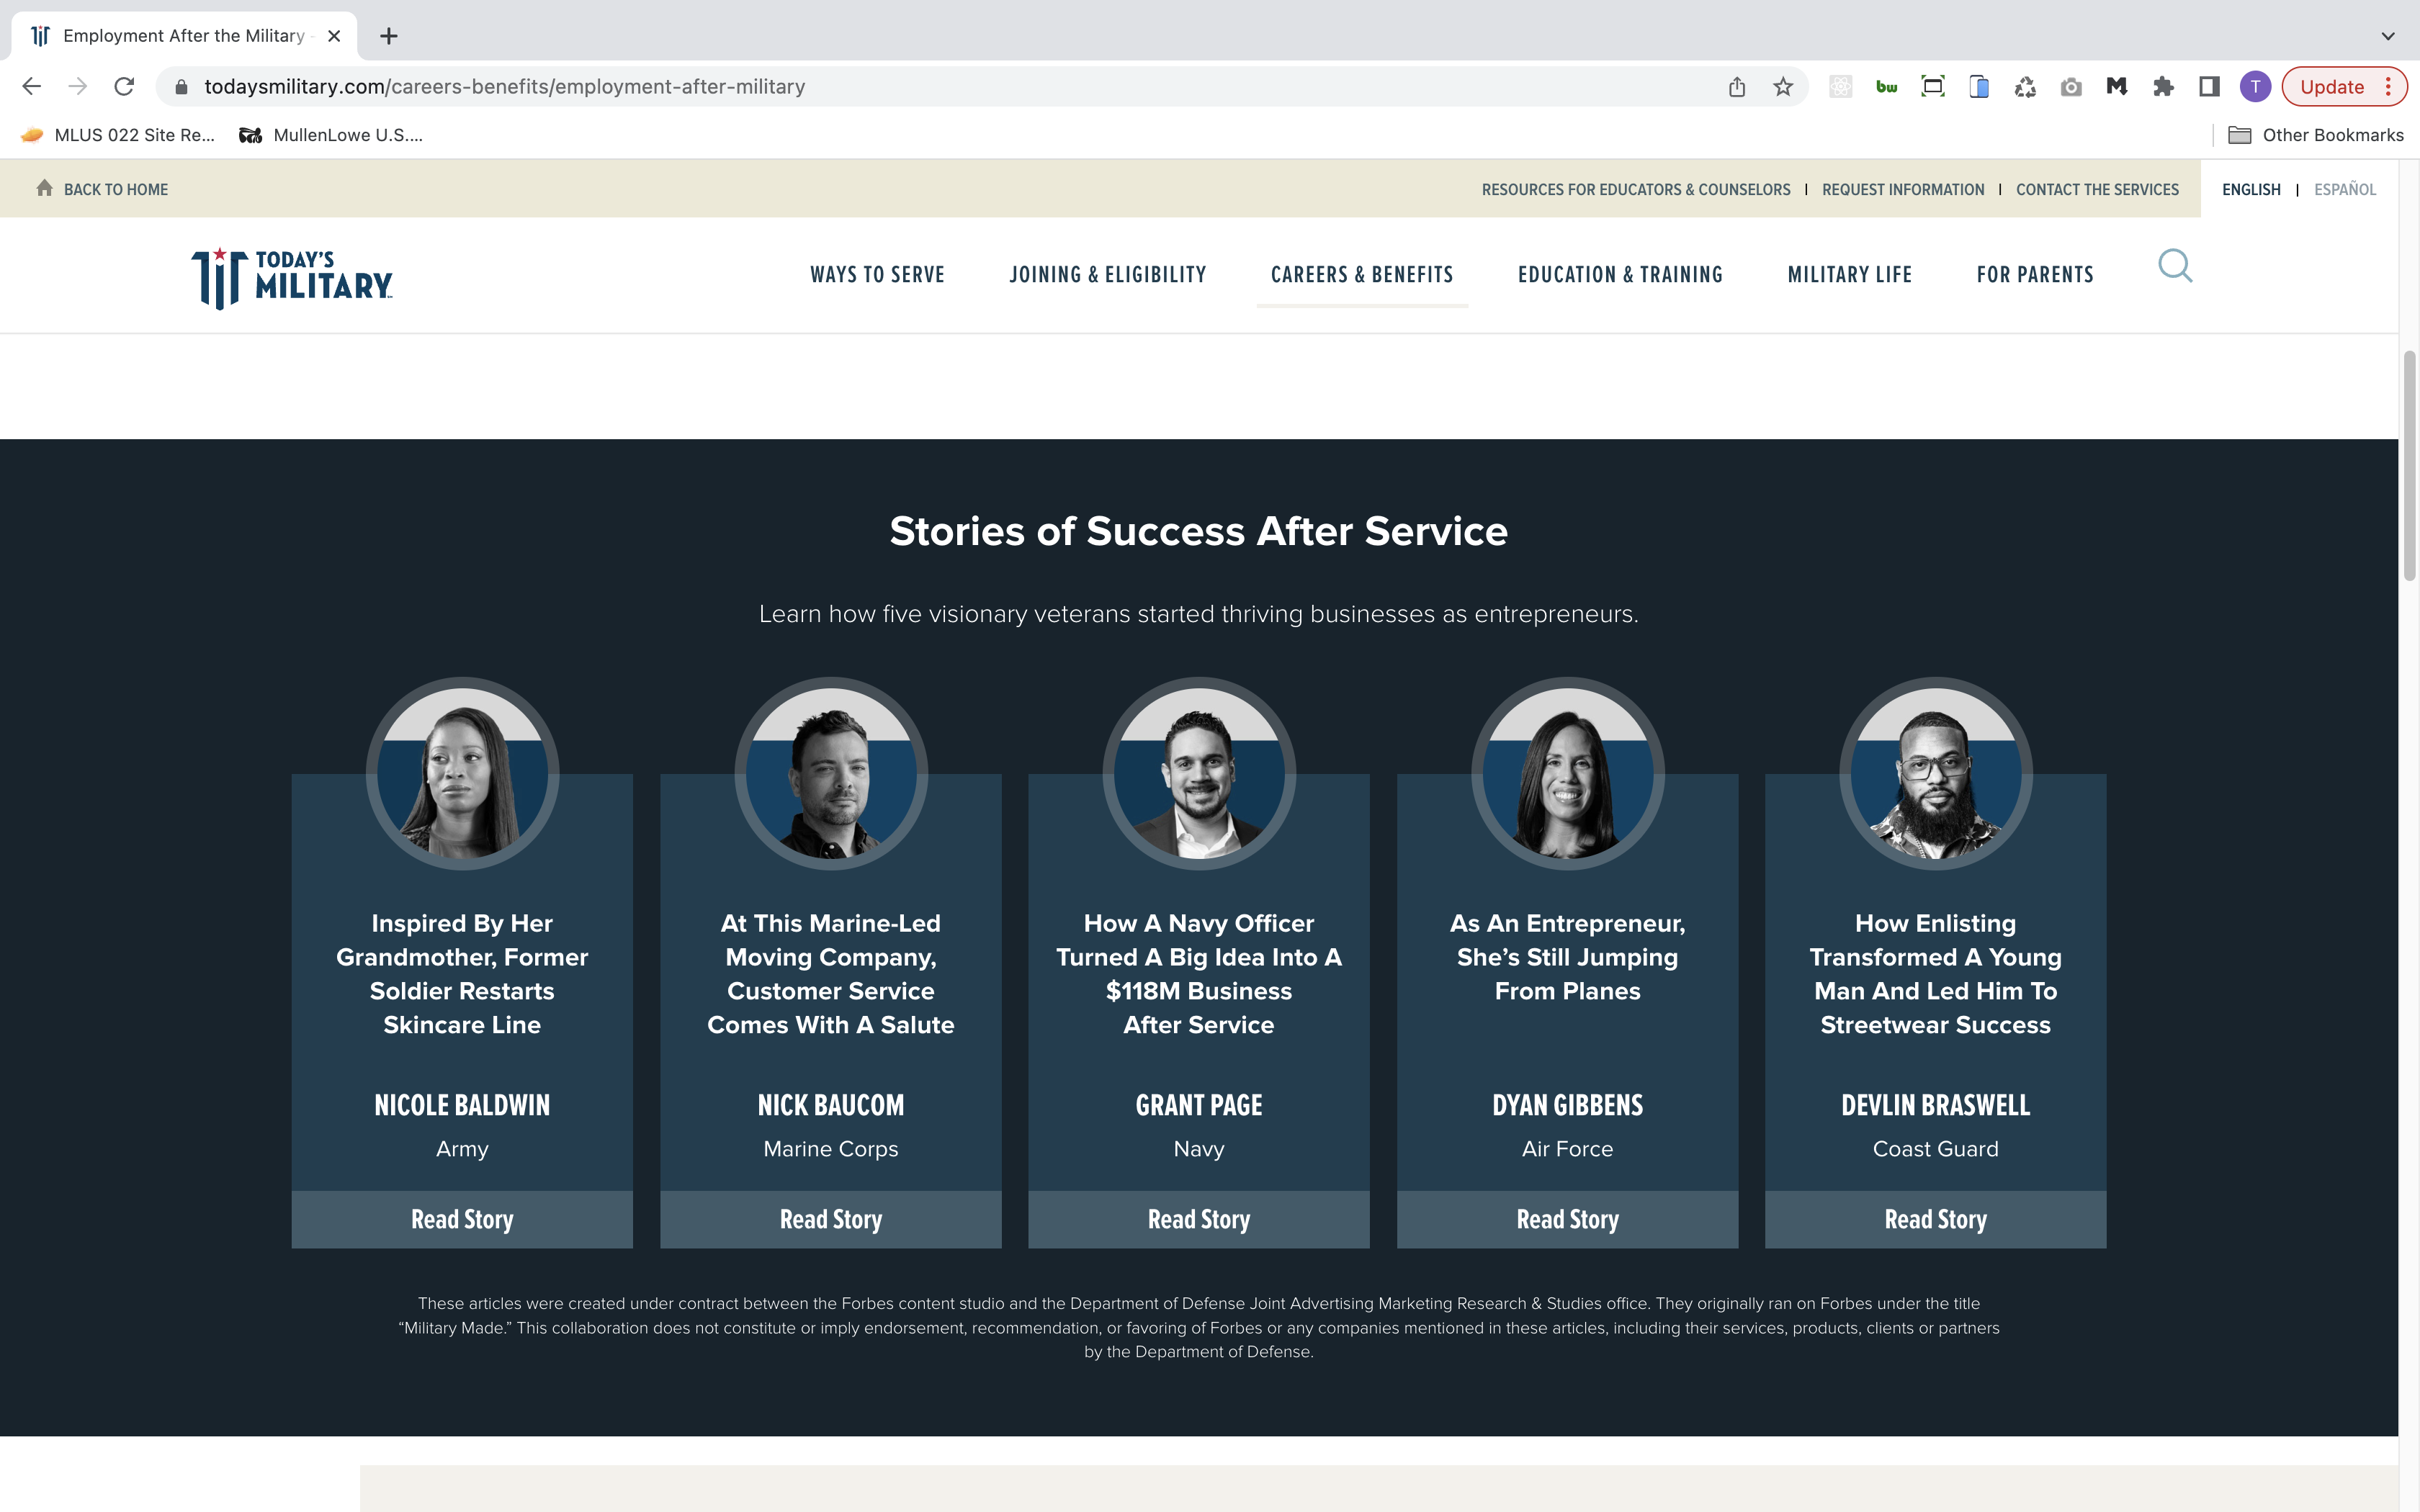 Employment After the Military -
todaysmilitary.com/careers-benefits/employment-after-military
bw
T
Update
MLUS 022 Site Re...
MullenLowe U.S....
Other Bookmarks
BACK TO HOME
RESOURCES FOR EDUCATORS & COUNSELORS | REQUEST INFORMATION | CONTACT THE SERVICES
ENGLISH | ESPAÑOL
TODAY'S
MILITARY
WAYS TO SERVE
JOINING & ELIGIBILITY
CAREERS & BENEFITS
EDUCATION & TRAINING
MILITARY LIFE
FOR PARENTS
Stories of Success After Service
Learn how five visionary veterans started thriving businesses as entrepreneurs.
Inspired By Her
Grandmother, Former
Soldier Restarts
Skincare Line
NICOLE BALDWIN
Army
Read Story
At This Marine-Led
Moving Company,
Customer Service
Comes With A Salute
NICK BAUCOM
Marine Corps
Read Story
How A Navy Officer
Turned A Big Idea Into A
$118M Business
After Service
GRANT PAGE
Navy
Read Story
As An Entrepreneur,
She’s Still Jumping
From Planes
DYAN GIBBENS
Air Force
Read Story
How Enlisting
Transformed A Young
Man And Led Him To
Streetwear Success
DEVLIN BRASWELL
Coast Guard
Read Story
These articles were created under contract between the Forbes content studio and the Department of Defense Joint Advertising Marketing Research & Studies office. They originally ran on Forbes under the title
“Military Made.” This collaboration does not constitute or imply endorsement, recommendation, or favoring of Forbes or any companies mentioned in these articles, including their services, products, clients or partners
by the Department of Defense.